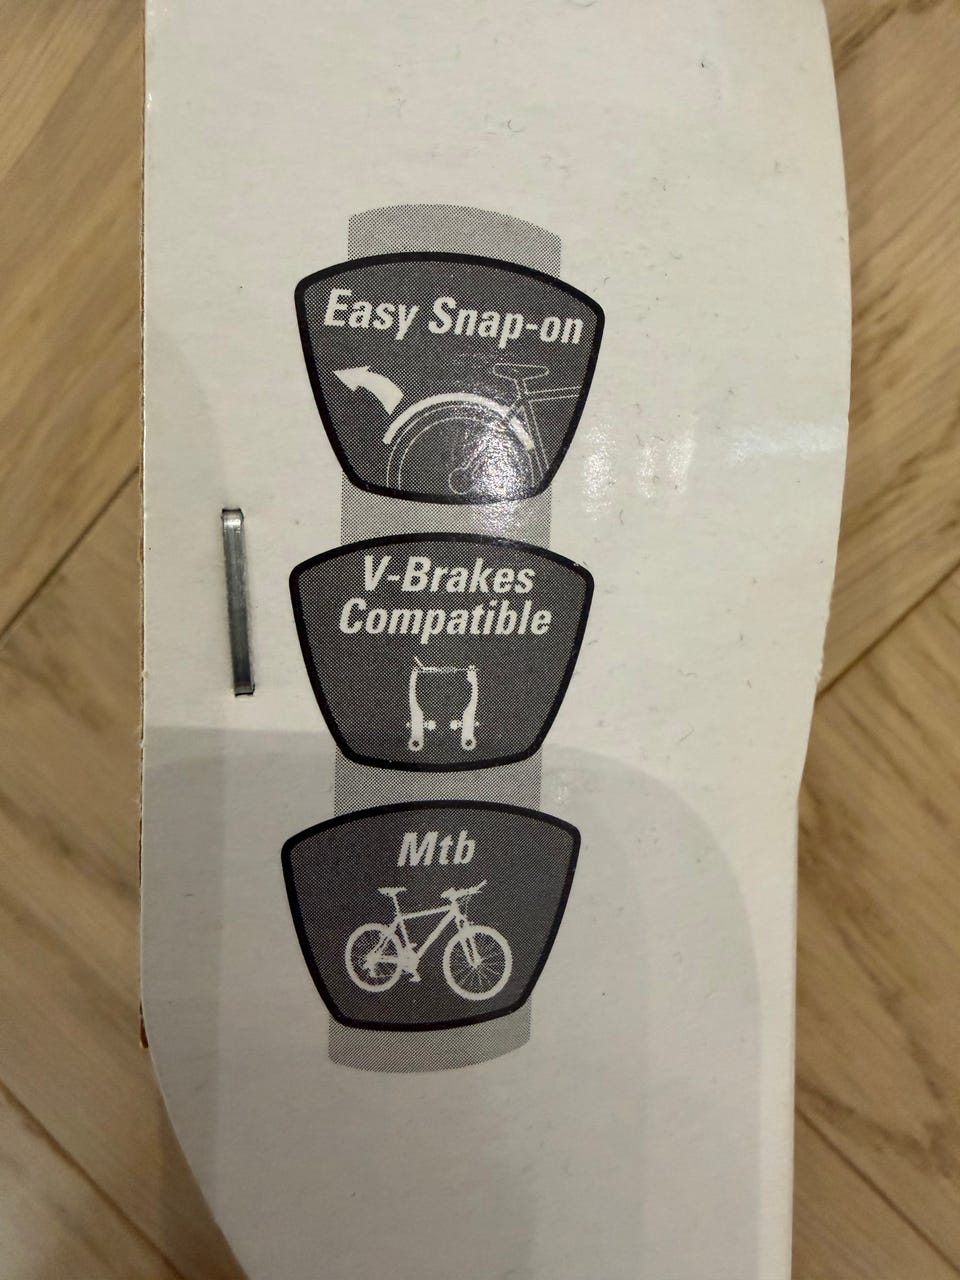 Easy Snap-on
V-Brakes
Compatible
Mtb